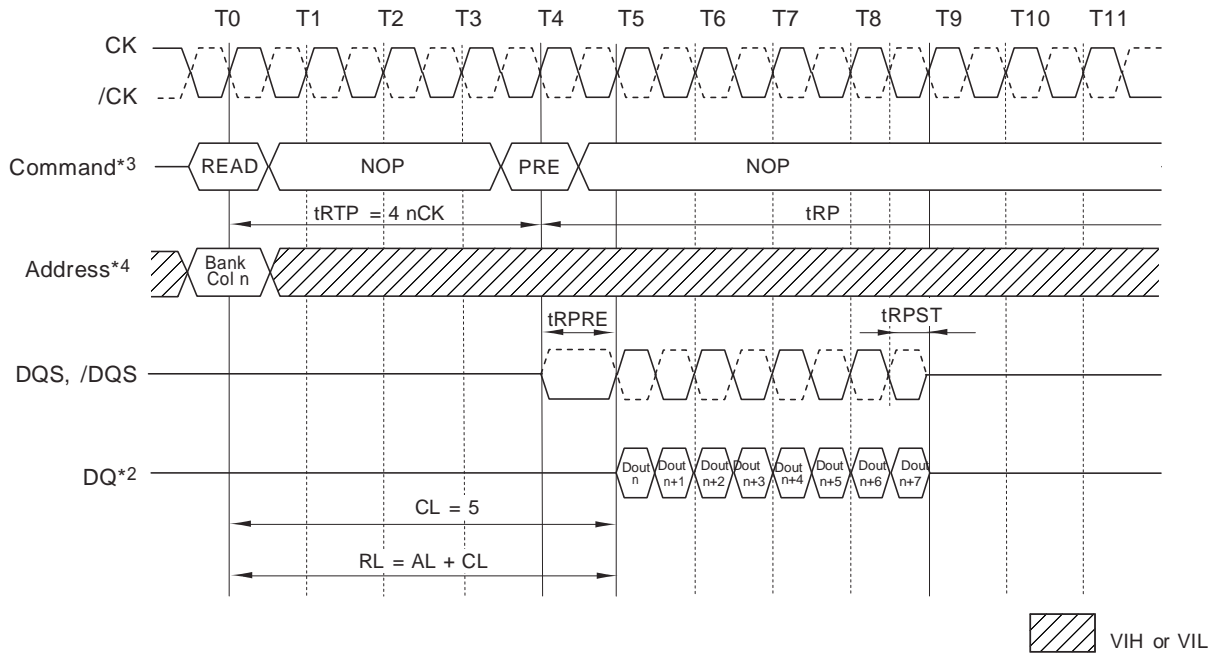 T0 T1 T2 T3 T4 T5 T6 T7 T8 T9 T10 T11
CK
/CK
Command*3 READ NOP PRE NOP
tRTP = 4 nCK tRP
Address*4 Bank Col n
tRPRE tRPST
DQS, /DQS
DQ*2 Dout n Dout n+1 Dout n+2 Dout n+3 Dout n+4 Dout n+5 Dout n+6 Dout n+7
CL = 5
RL = AL + CL
VIH or VIL